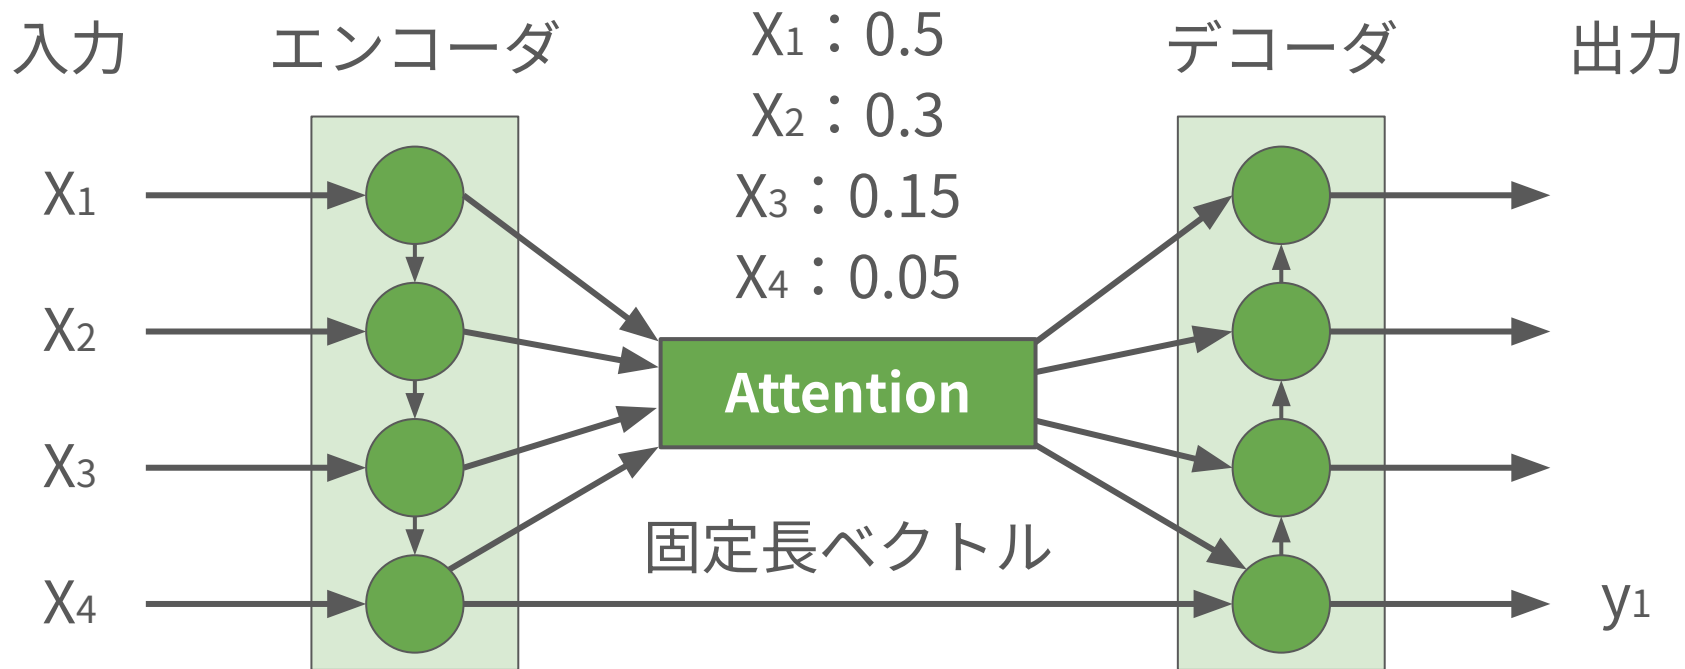 入力
エンコーダ
X1：0.5
X2：0.3
X3：0.15
X4：0.05
デコーダ
出力
X1
X2
X3
X4
Attention
固定長ベクトル
y1